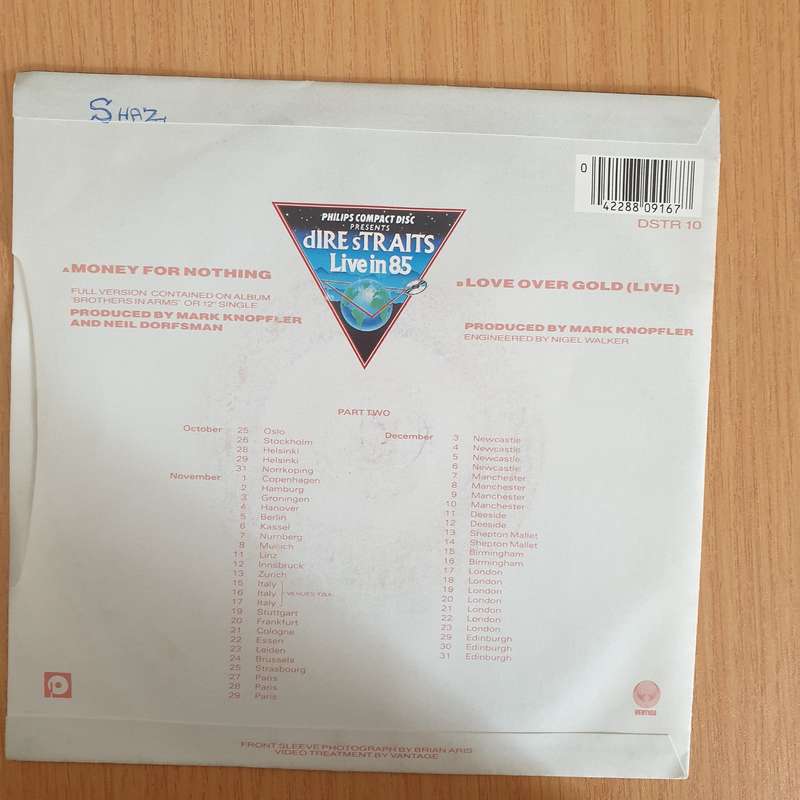 SHAZ
0
42288 09167
DSTR 10
PHILIPS COMPACT DISC
PRESENTS
dIRE sTRAITS
Live in 85
A MONEY FOR NOTHING
FULL VERSION CONTAINED ON ALBUM
"BROTHERS IN ARMS" OR 12" SINGLE
PRODUCED BY MARK KNOPFLER
AND NEIL DORFSMAN
B LOVE OVER GOLD (LIVE)
PRODUCED BY MARK KNOPFLER
ENGINEERED BY NIGEL WALKER
PART TWO
October 25 Oslo
26 Stockholm
28 Helsinki
29 Helsinki
31 Norrkoping
November 1 Copenhagen
2 Hamburg
3 Groningen
4 Hanover
5 Berlin
6 Kassel
7 Nurnberg
8 Munich
11 Linz
12 Innsbruck
13 Zurich
15 Italy
16 Italy VENUES T.B.A.
17 Italy
19 Stuttgart
20 Frankfurt
21 Cologne
22 Essen
23 Leiden
24 Brussels
25 Strasbourg
27 Paris
28 Paris
29 Paris
December 3 Newcastle
4 Newcastle
5 Newcastle
6 Newcastle
7 Manchester
8 Manchester
9 Manchester
10 Manchester
11 Deeside
12 Deeside
13 Shepton Mallet
14 Shepton Mallet
15 Birmingham
16 Birmingham
17 London
18 London
19 London
20 London
21 London
22 London
23 London
29 Edinburgh
30 Edinburgh
31 Edinburgh
VERTIGO
FRONT SLEEVE PHOTOGRAPH BY BRIAN ARIS
VIDEO TREATMENT BY VANTAGE